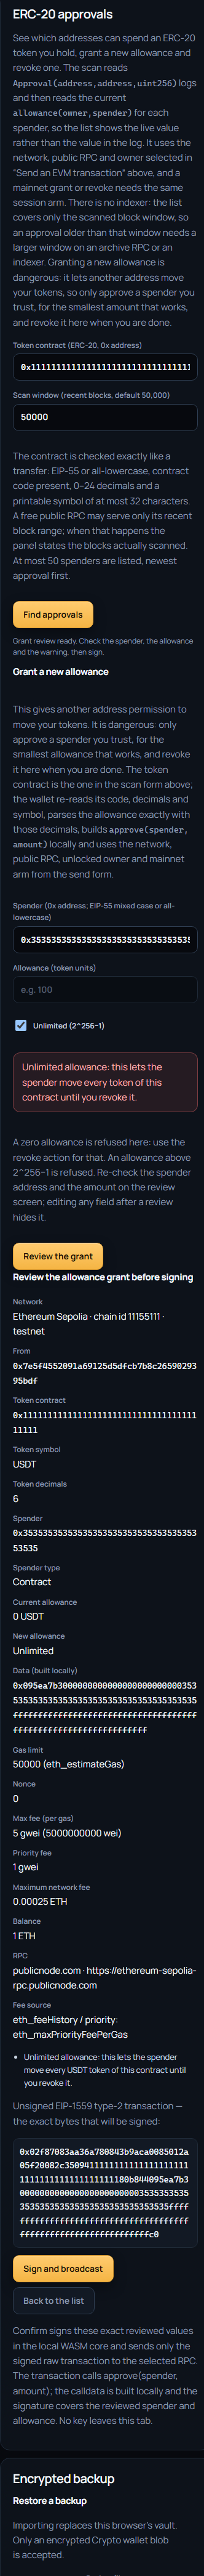 ERC-20 approvals
See which addresses can spend an ERC-20
token you hold, grant a new allowance and
revoke one. The scan reads
Approval(address,address,uint256) logs
and then reads the current
allowance(owner,spender) for each
spender, so the list shows the live value
rather than the value in the log. It uses the
network, public RPC and owner selected in
“Send an EVM transaction” above, and a
mainnet grant or revoke needs the same
session arm. There is no indexer: the list
covers only the scanned block window, so
an approval older than that window needs a
larger window on an archive RPC or an
indexer. Granting a new allowance is
dangerous: it lets another address move
your tokens, so only approve a spender you
trust, for the smallest amount that works,
and revoke it here when you are done.
Token contract (ERC-20, 0x address)
Scan window (recent blocks, default 50,000)
50000
The contract is checked exactly like a
transfer: EIP-55 or all-lowercase, contract
code present, 0–24 decimals and a
printable symbol of at most 32 characters.
A free public RPC may serve only its recent
block range; when that happens the
panel states the blocks actually scanned.
At most 50 spenders are listed, newest
approval first.
Find approvals
Grant review ready. Check the spender, the allowance
and the warning, then sign.
Grant a new allowance
This gives another address permission to
move your tokens. It is dangerous: only
approve a spender you trust, for the
smallest allowance that works, and revoke
it here when you are done. The token
contract is the one in the scan form above;
the wallet re-reads its code, decimals and
symbol, parses the allowance exactly with
those decimals, builds approve(spender,
amount) locally and uses the network,
public RPC, unlocked owner and mainnet
arm from the send form.
Spender (0x address; EIP-55 mixed case or all-
lowercase)
Allowance (token units)
e.g. 100
Unlimited (2^256−1)
Unlimited allowance: this lets the
spender move every token of this
contract until you revoke it.
A zero allowance is refused here: use the
revoke action for that. An allowance above
2^256−1 is refused. Re-check the spender
address and the amount on the review
screen; editing any field after a review
hides it.
Review the grant
Review the allowance grant before signing
Network
Ethereum Sepolia · chain id 11155111 ·
testnet
From
0x7e5f4552091a69125d5dfcb7b8c26590293
95bdf
Token contract
0x11111111111111111111111111111111111
11111
Token symbol
USDT
Token decimals
6
Spender
0x35353535353535353535353535353535353
53535
Spender type
Contract
Current allowance
0 USDT
New allowance
Unlimited
Data (built locally)
Gas limit
50000 (eth_estimateGas)
Nonce
0
Max fee (per gas)
5 gwei (5000000000 wei)
Priority fee
1 gwei
Maximum network fee
0.00025 ETH
Balance
1 ETH
RPC
publicnode.com · https://ethereum-sepolia-
rpc.publicnode.com
Fee source
eth_feeHistory / priority:
eth_maxPriorityFeePerGas
Unlimited allowance: this lets the spender
move every USDT token of this contract until
you revoke it.
Unsigned EIP-1559 type-2 transaction —
the exact bytes that will be signed:
Sign and broadcast
Back to the list
Confirm signs these exact reviewed values
in the local WASM core and sends only the
signed raw transaction to the selected RPC.
The transaction calls approve(spender,
amount); the calldata is built locally and the
signature covers the reviewed spender and
allowance. No key leaves this tab.
Encrypted backup
Restore a backup
Importing replaces this browser’s vault.
Only an encrypted Crypto wallet blob
is accepted.